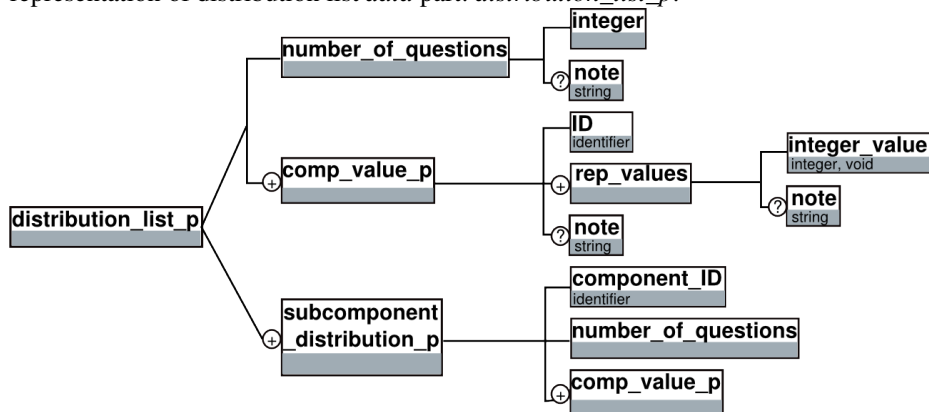 representation of distribution list data part: distribution_list_p.
integer
number_of_questions
note
string
ID
identifier
integer_value
integer, void
comp_value_p
rep_values
note
string
distribution_list_p
note
string
component_ID
identifier
subcomponent
_distribution_p
number_of_questions
comp_value_p